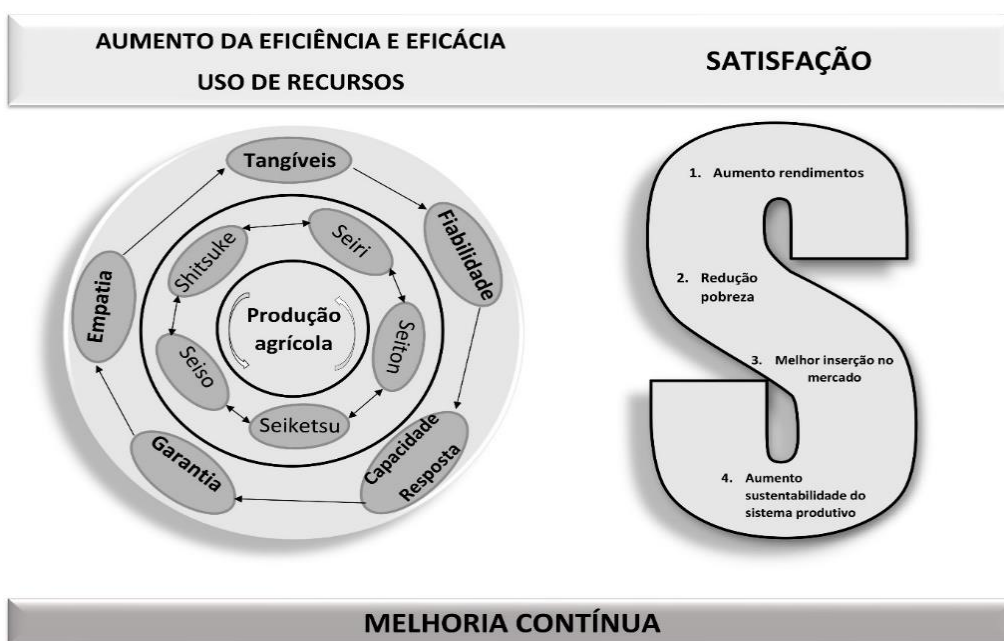 AUMENTO DA EFICIÊNCIA E EFICÁCIA
USO DE RECURSOS
SATISFAÇÃO
Tangíveis
Fiabilidade
Capacidade
Resposta
Garantia
Empatia
Shitsuke
Seiri
Seiton
Seiketsu
Seiso
Produção
agrícola
1. Aumento rendimentos
2. Redução
pobreza
3. Melhor inserção no
mercado
4. Aumento
sustentabilidade do
sistema produtivo
MELHORIA CONTÍNUA